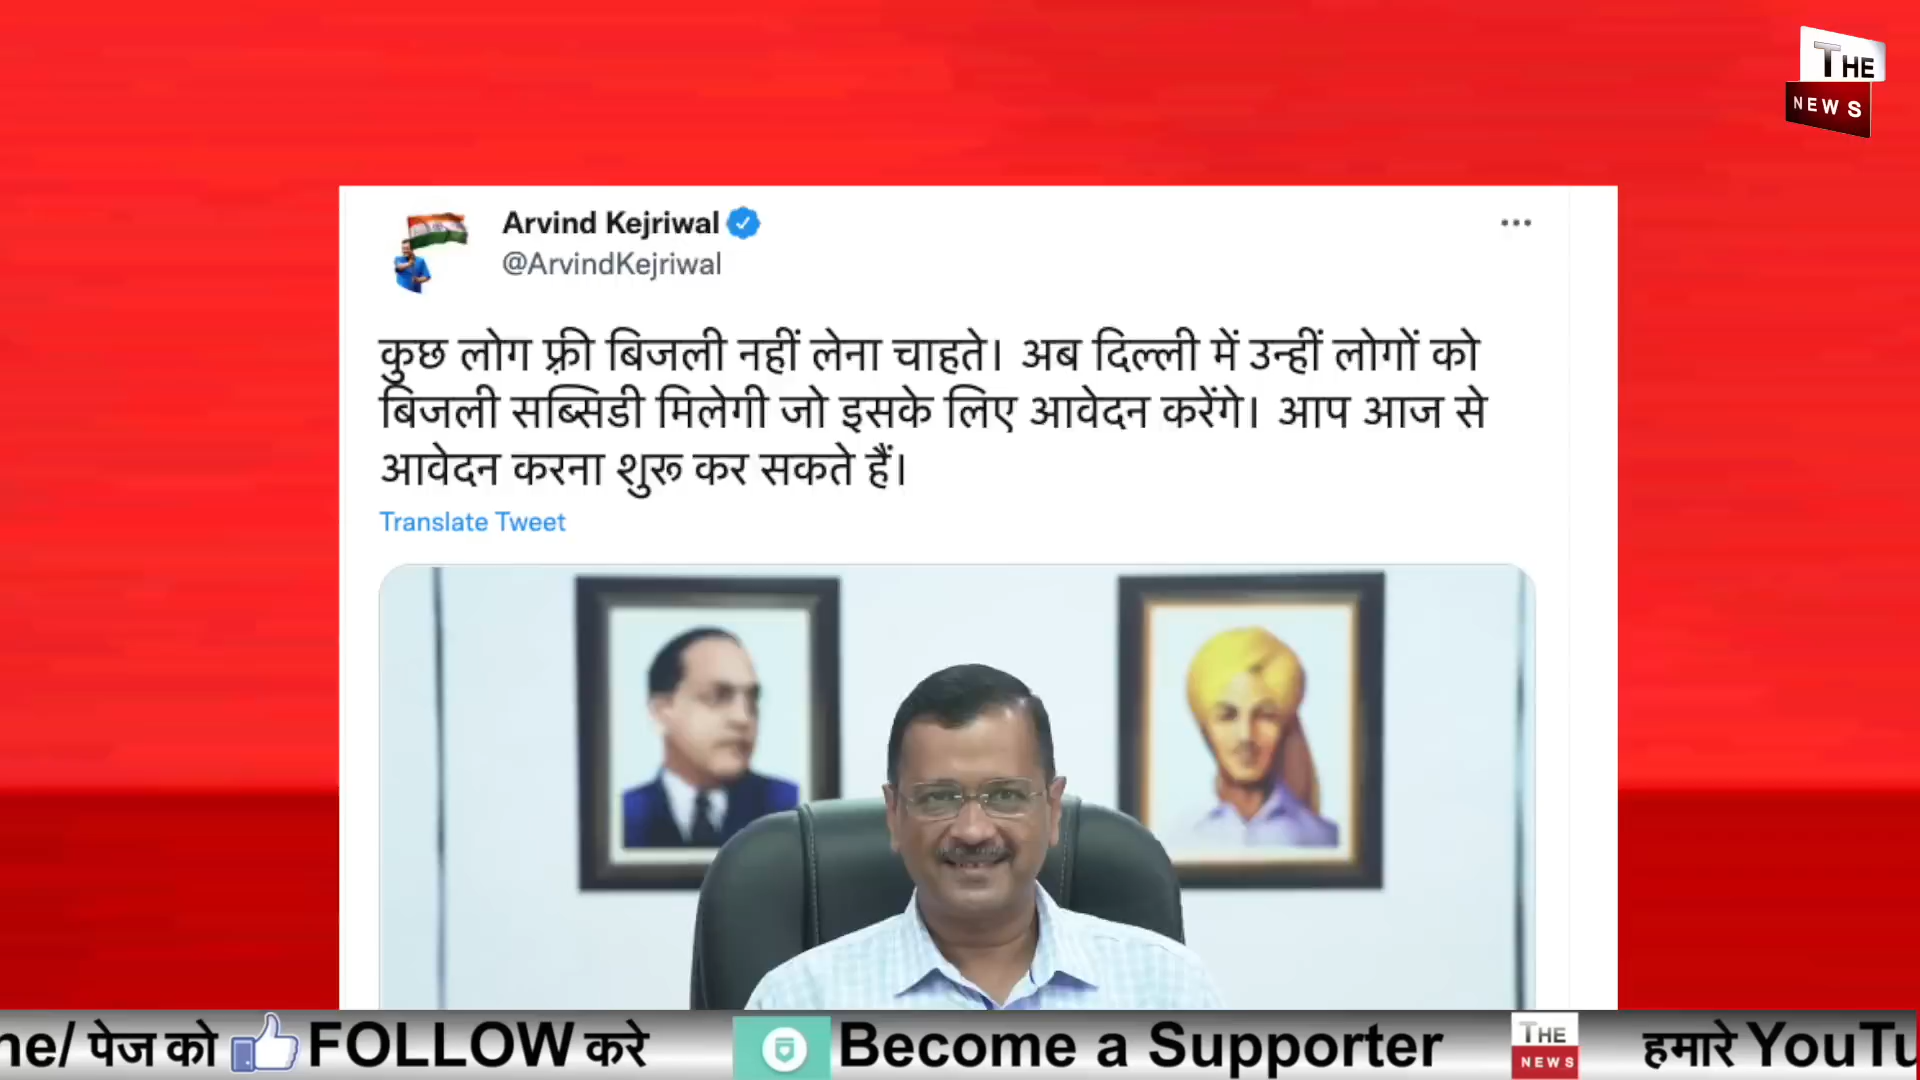 THE
NEWS
Arvind Kejriwal
@ArvindKejriwal
कुछ लोग फ़्री बिजली नहीं लेना चाहते। अब दिल्ली में उन्हीं लोगों को
बिजली सब्सिडी मिलेगी जो इसके लिए आवेदन करेंगे। आप आज से
आवेदन करना शुरू कर सकते हैं।
Translate Tweet
ne/ पेज को FOLLOW करे Become a Supporter THE NEWS हमारे YouTu